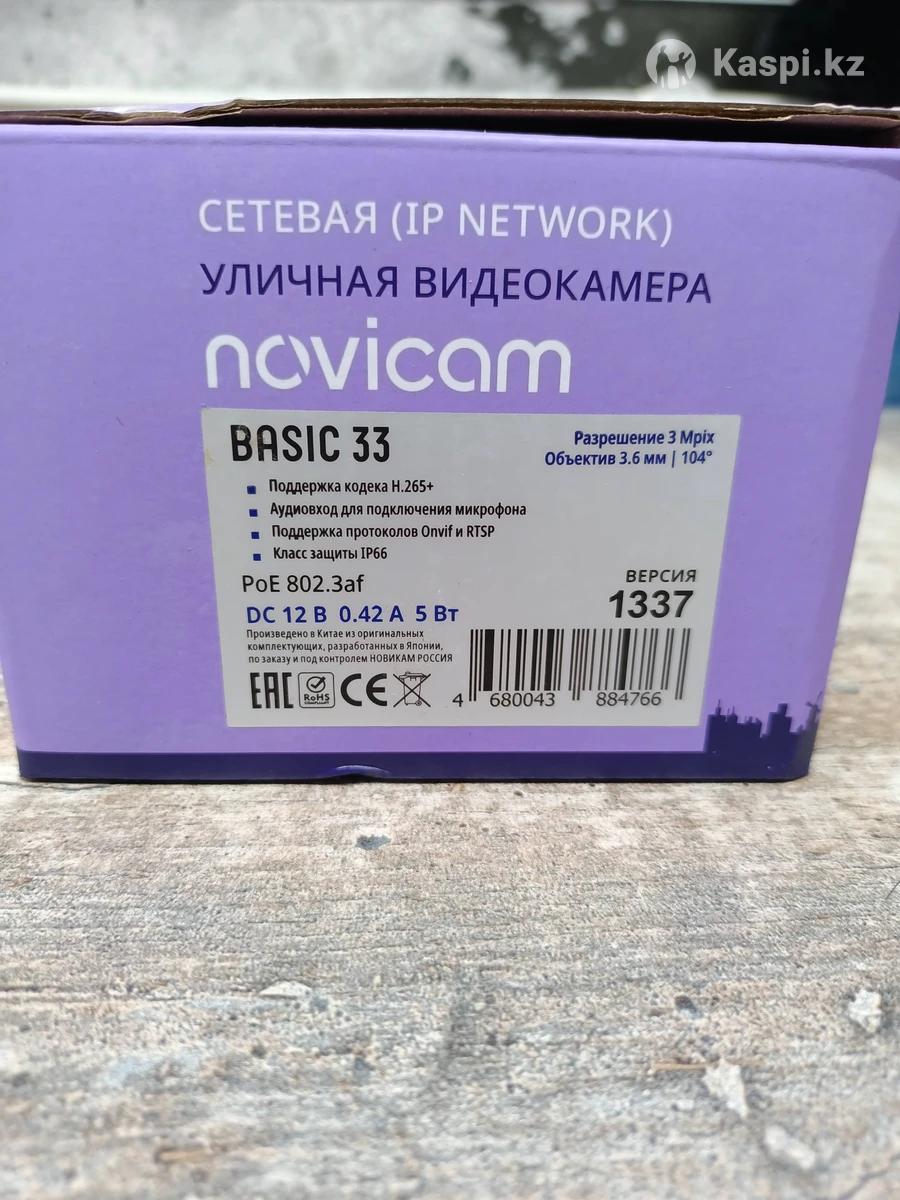 Kaspi.kz
СЕТЕВАЯ (IP NETWORK)
УЛИЧНАЯ ВИДЕОКАМЕРА
novicam
BASIC 33
Разрешение 3 Mpix
Объектив 3.6 мм | 104°
Поддержка кодека H.265+
Аудиовход для подключения микрофона
Поддержка протоколов Onvif и RTSP
Класс защиты IP66
PoE 802.3af
DC 12 В 0.42 А 5 Вт
ВЕРСИЯ
1337
Произведено в Китае из оригинальных
комплектующих, разработанных в Японии,
по заказу и под контролем НОВИКАМ РОССИЯ
EAC RoHS CE
4 680043 884766